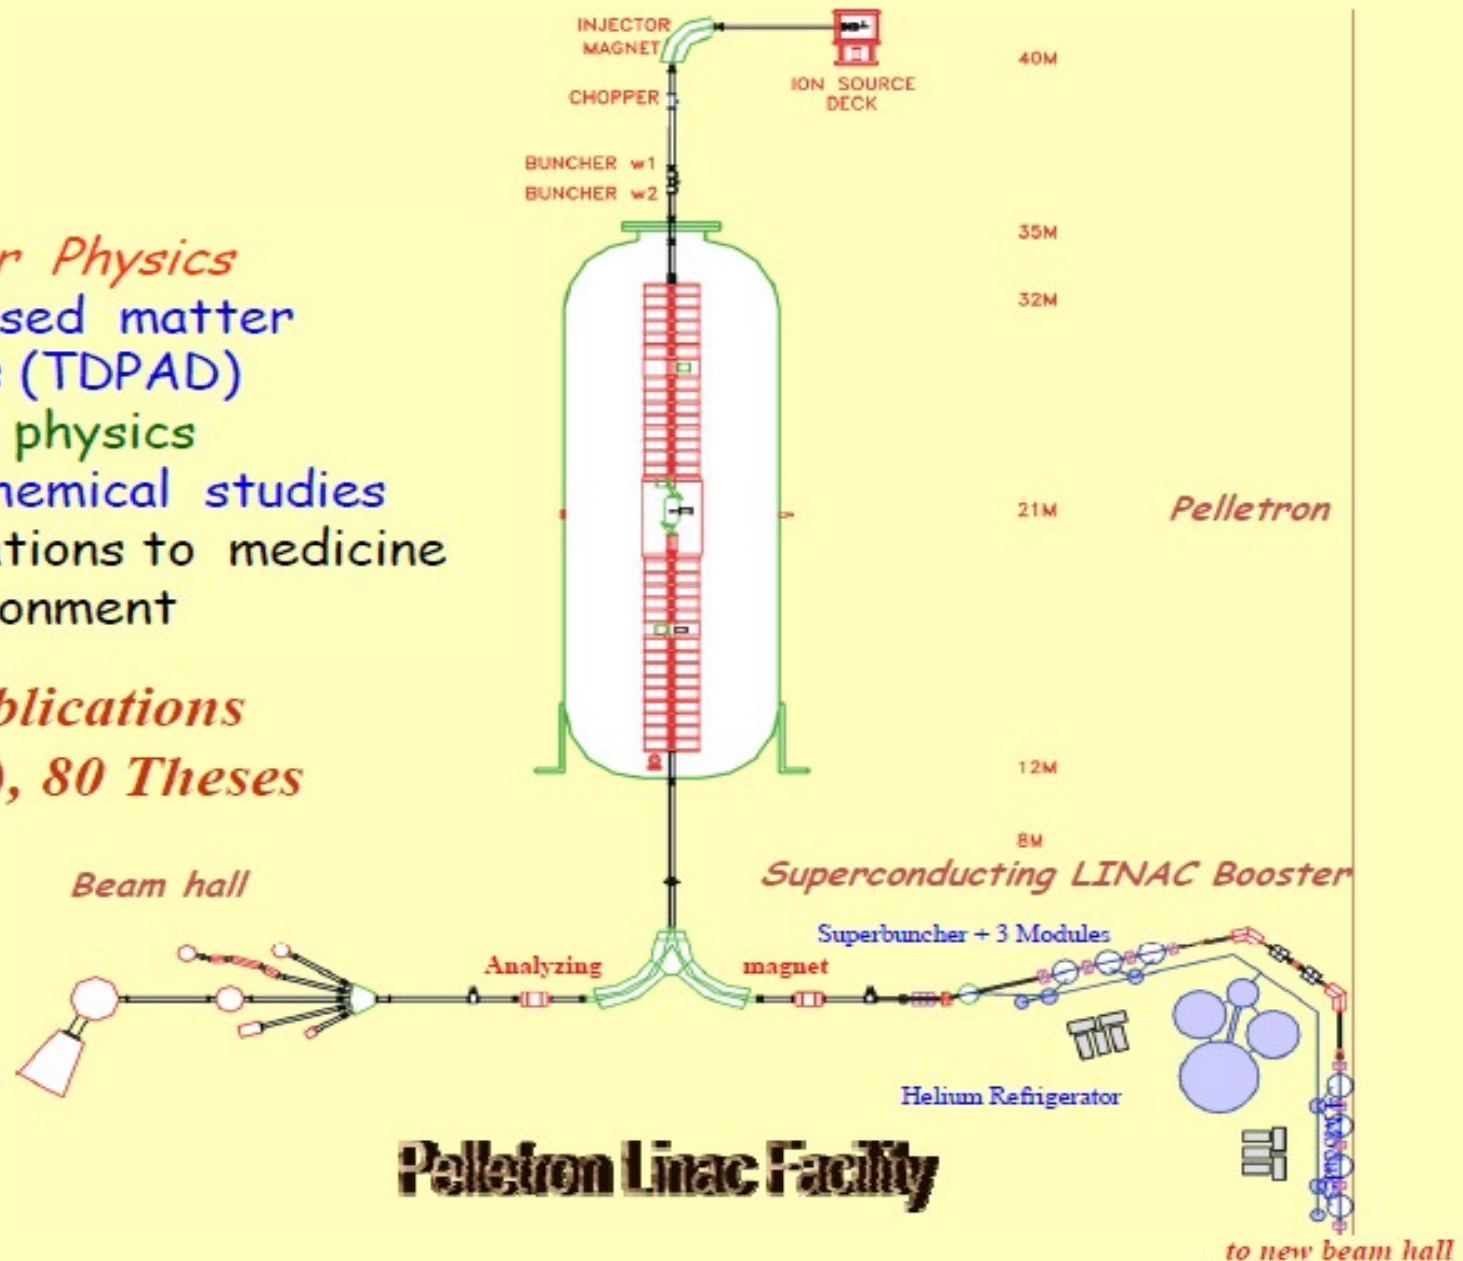 INJECTOR
MAGNET
ION SOURCE
DECK
40M
CHOPPER
BUNCHER w1
BUNCHER w2
35M
32M
r Physics
sed matter
(TDPAD)
physics
hemical studies
tions to medicine
onment
21M
Pelletron
blications
), 80 Theses
12M
8M
Beam hall
Superconducting LINAC Booster
Superbuncher + 3 Modules
Analyzing
magnet
Helium Refrigerator
Pelletron Linac Facility
to new beam hall